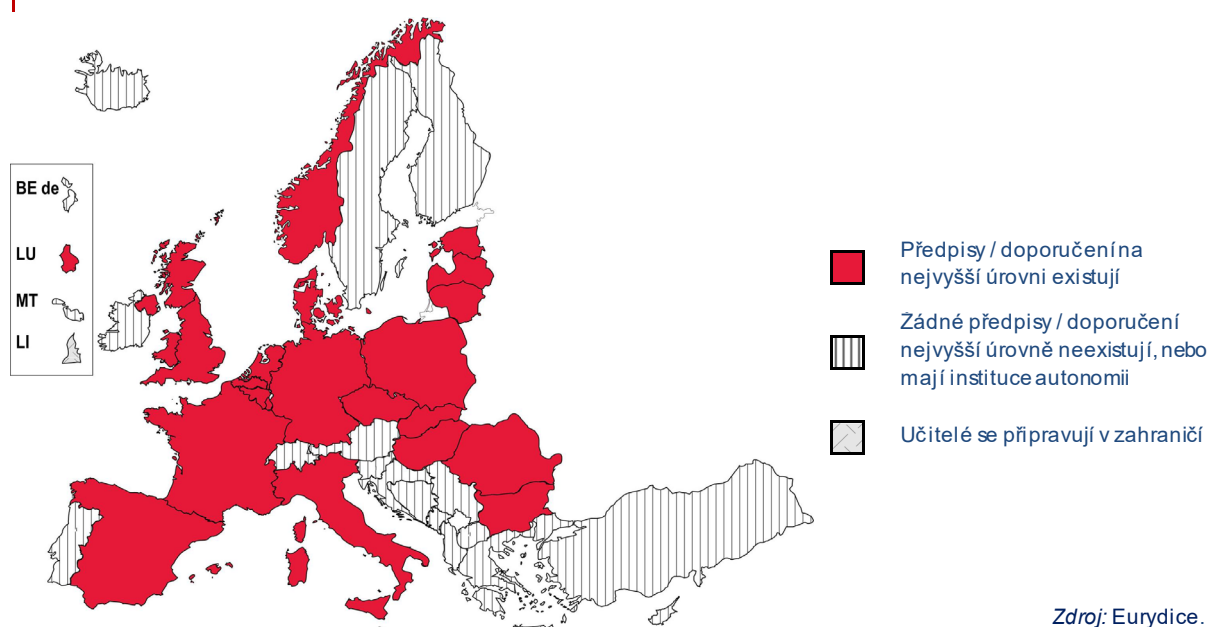 BE de
LU
MT
LI
Předpisy / doporučení na
nejvyšší úrovni existují
Žádné předpisy / doporučení
nejvyšší úrovně neexistují, nebo
mají instituce autonomii
Učitelé se připravují v zahraničí
Zdroj: Eurydice.